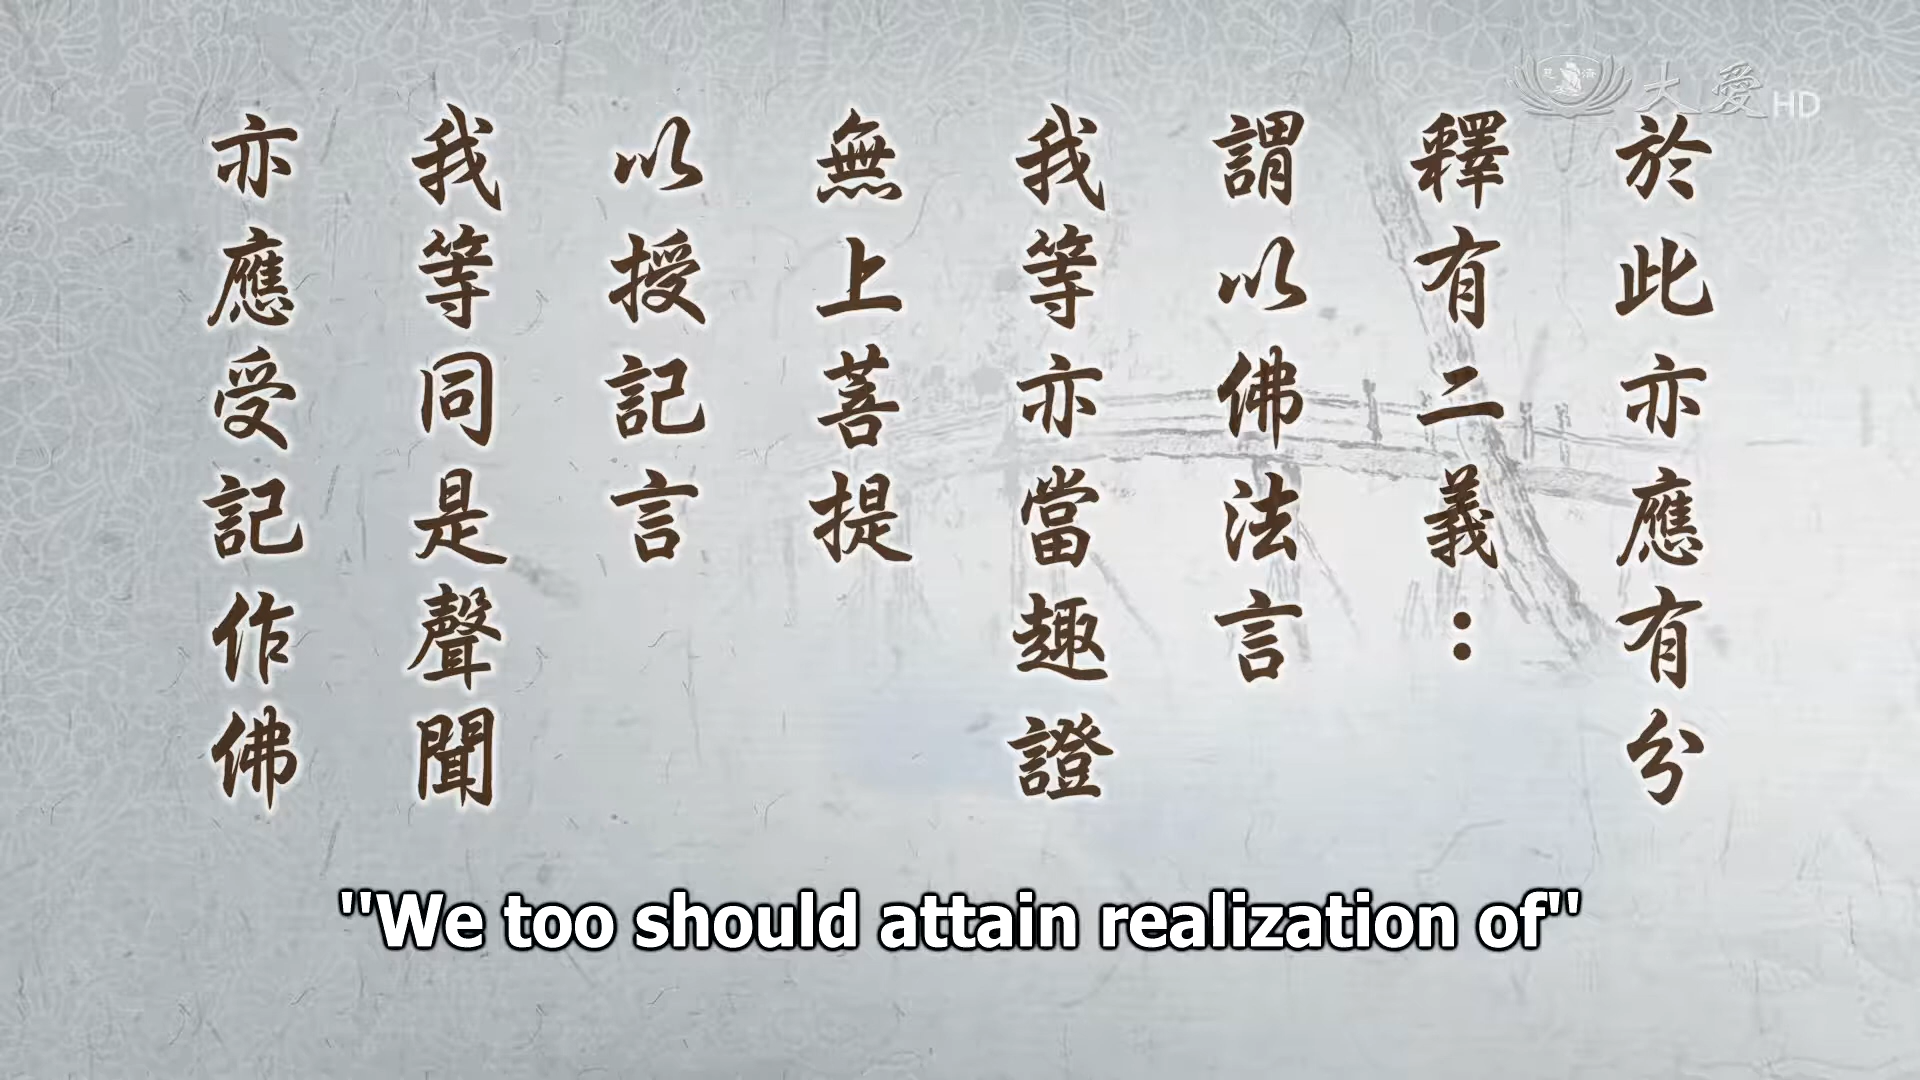 於此亦應有分
釋有二義：
謂以佛法言
我等亦當趣證
無上菩提
以授記言
我等同是聲聞
亦應受記作佛
大愛HD
"We too should attain realization of"